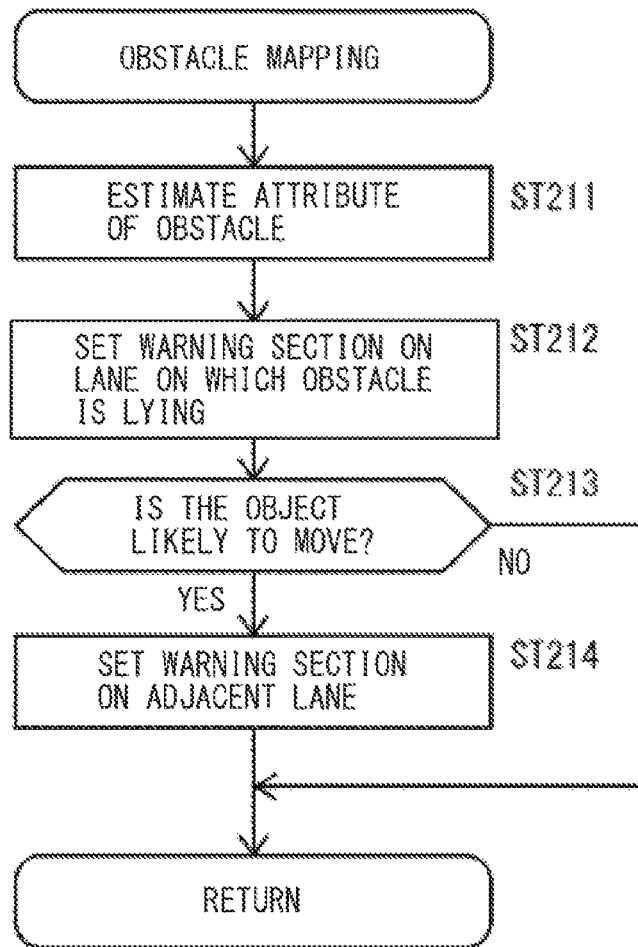 OBSTACLE MAPPING
ESTIMATE ATTRIBUTE
OF OBSTACLE
ST211
SET WARNING SECTION ON
LANE ON WHICH OBSTACLE
IS LYING
ST212
IS THE OBJECT
LIKELY TO MOVE?
ST213
NO
YES
SET WARNING SECTION
ON ADJACENT LANE
ST214
RETURN